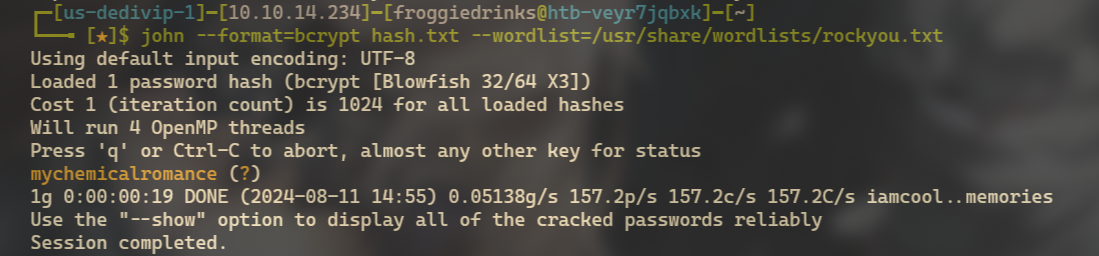 ┌─[us-dedivip-1]─[10.10.14.234]─[froggiedrinks@htb-veyr7jqbxk]─[~]
└──╼ [★]$ john --format=bcrypt hash.txt --wordlist=/usr/share/wordlists/rockyou.txt
Using default input encoding: UTF-8
Loaded 1 password hash (bcrypt [Blowfish 32/64 X3])
Cost 1 (iteration count) is 1024 for all loaded hashes
Will run 4 OpenMP threads
Press 'q' or Ctrl-C to abort, almost any other key for status
mychemicalromance (?)
1g 0:00:00:19 DONE (2024-08-11 14:55) 0.05138g/s 157.2p/s 157.2c/s 157.2C/s iamcool..memories
Use the "--show" option to display all of the cracked passwords reliably
Session completed.